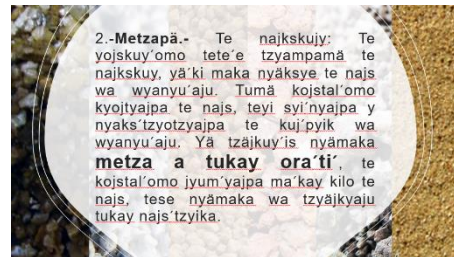 2.-Metzapä.- Te najkskujy: Te
yojskuy´omo tete´e tzyampamä te
najkskuy, yä´ki maka nyäksye te najs
wa wyanyu´aju. Tumä kojstal´omo
kyojtyajpa te najs, teyi syi´nyajpa y
nyaks´tzyotzyajpa te kuj´pyik wa
wyanyu´aju. Yä tzäjkuy´is nyämaka
metza a tukay ora´ti´, te
kojstal´omo jyum´yajpa ma´kay kilo te
najs, tese nyämaka wa tzyäjkyaju
tukay najs´tzyika.